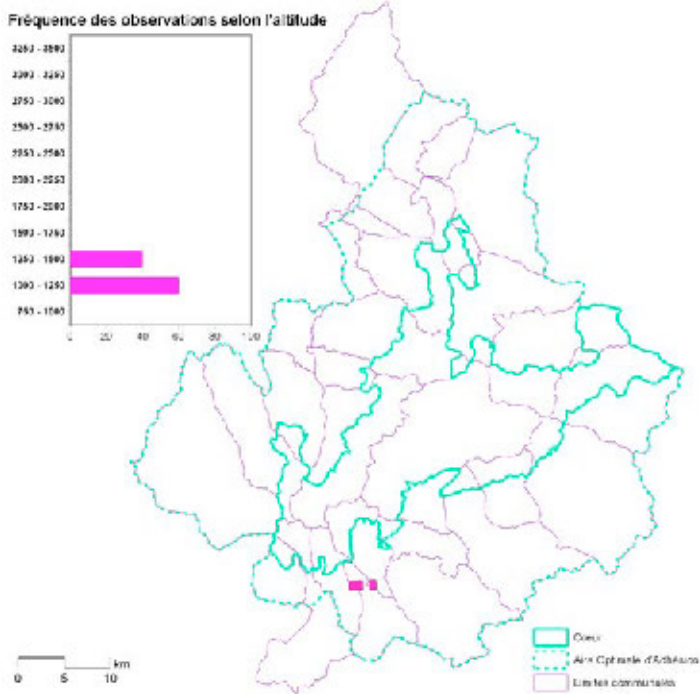 Fréquence des observations selon l'altitude
3250 - 3500
3000 - 3250
2750 - 3000
2500 - 2750
2250 - 2500
2000 - 2250
1750 - 2000
1500 - 1750
1250 - 1500
1000 - 1250
750 - 1000
0 20 40 60 80 100
0 5 10 km
Coeur
Aire Optimale d'Adhésion
Limites communales